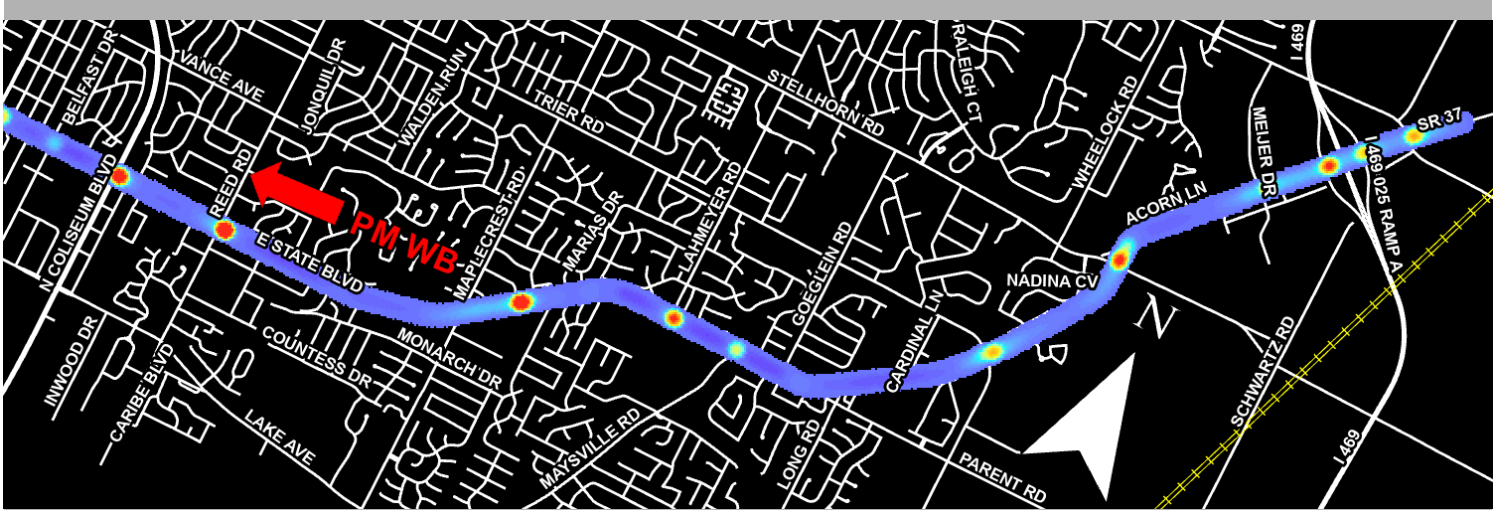 I 469
BELFAST DR
VANCE AVE
JONQUIL DR
WALDEN RUN
TRIER RD
STELLHORN RD
RALEIGH CT
WHEELOCK RD
MEIJER DR
SR 37
I 469 025 RAMP A
N COLISEUM BLVD
REED RD
PM WB
E STATE BLVD
MAPLECREST RD
MARIAS DR
LAHMEYER RD
GOEGLEIN RD
ACORN LN
NADINA CV
CARDINAL LN
N
INWOOD DR
CARIBE BLVD
COUNTESS DR
MONARCH DR
LAKE AVE
MAYSVILLE RD
LONG RD
PARENT RD
SCHWARTZ RD
I 469